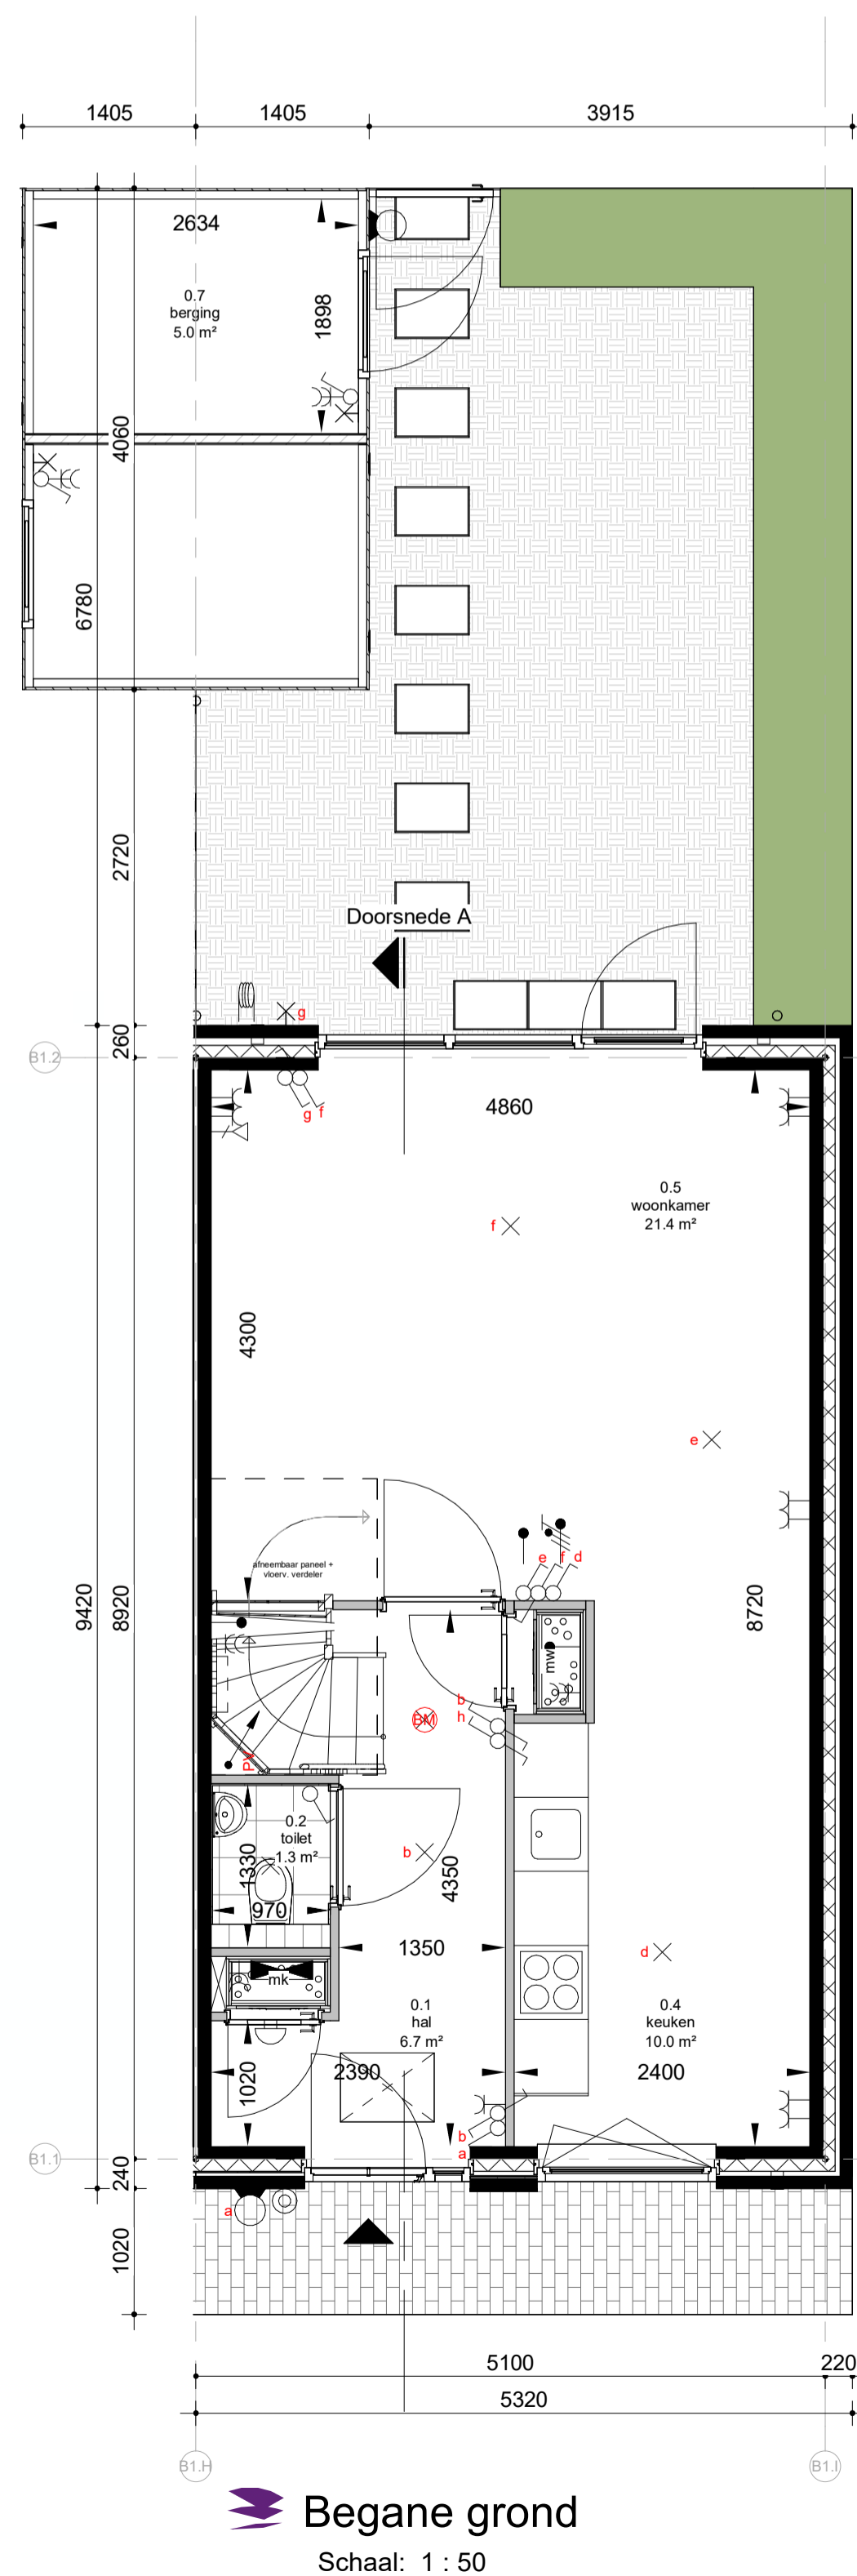 1405
1405
3915
2634
0.7
berging
5.0 m²
1898
4060
6780
2720
Doorsnede A
g
260
B1.2
g
f
4860
0.5
woonkamer
21.4 m²
f
4300
e
afneembaar paneel +
vloerv. verdeler
e
f
d
9420
8920
8720
mw
b
h
BM
PV
0.2
toilet
1.3 m²
1330
b
4350
970
1350
d
mk
0.1
hal
6.7 m²
0.4
keuken
10.0 m²
1020
2390
2400
b
a
B1.1
240
a
1020
5100
220
5320
B1.H
B1.I
Begane grond
Schaal: 1 : 50